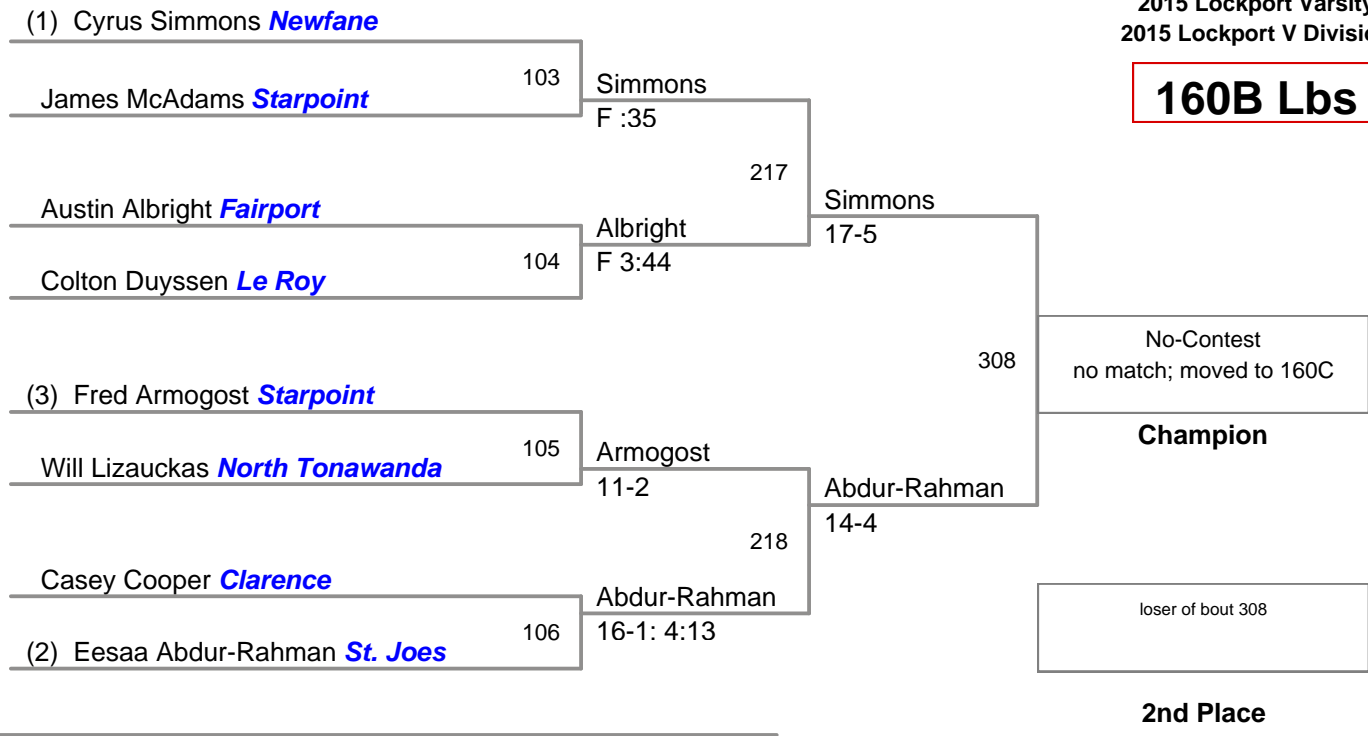 2015 Lockport Varsity
2015 Lockport V Divisi
160B Lbs
(1) Cyrus Simmons Newfane
103
James McAdams Starpoint
Simmons
F :35
217
Austin Albright Fairport
104
Colton Duyssen Le Roy
Albright
F 3:44
Simmons
17-5
308
(3) Fred Armogost Starpoint
105
Will Lizauckas North Tonawanda
Armogost
11-2
218
Casey Cooper Clarence
106
(2) Eesaa Abdur-Rahman St. Joes
Abdur-Rahman
16-1: 4:13
Abdur-Rahman
14-4
No-Contest
no match; moved to 160C
Champion
loser of bout 308
2nd Place